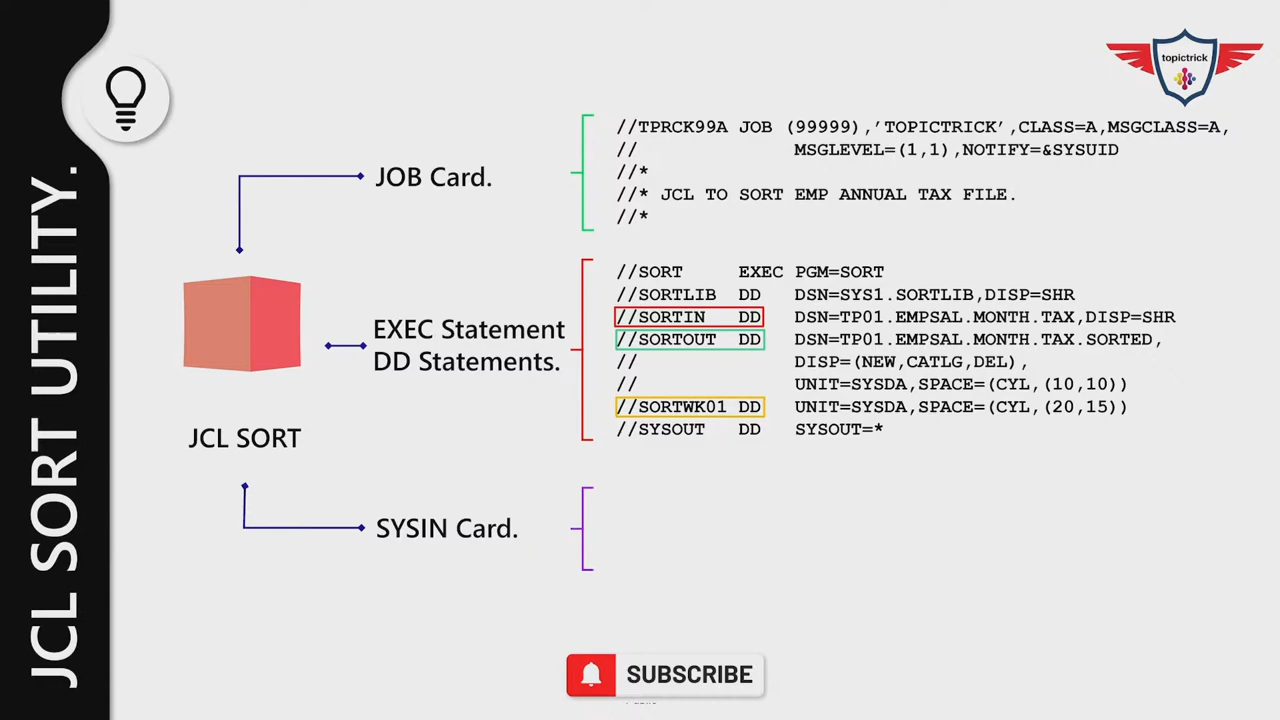 JCL SORT UTILITY.
topictrick
JOB Card.
//TPRCK99A JOB (99999),'TOPICTRICK',CLASS=A,MSGCLASS=A,
// MSGLEVEL=(1,1),NOTIFY=&SYSUID
//*
//* JCL TO SORT EMP ANNUAL TAX FILE.
//*
EXEC Statement
DD Statements.
//SORT EXEC PGM=SORT
//SORTLIB DD DSN=SYS1.SORTLIB,DISP=SHR
//SORTIN DD DSN=TP01.EMPSAL.MONTH.TAX,DISP=SHR
//SORTOUT DD DSN=TP01.EMPSAL.MONTH.TAX.SORTED,
// DISP=(NEW,CATLG,DEL),
// UNIT=SYSDA,SPACE=(CYL,(10,10))
//SORTWK01 DD UNIT=SYSDA,SPACE=(CYL,(20,15))
//SYSOUT DD SYSOUT=*
JCL SORT
SYSIN Card.
SUBSCRIBE